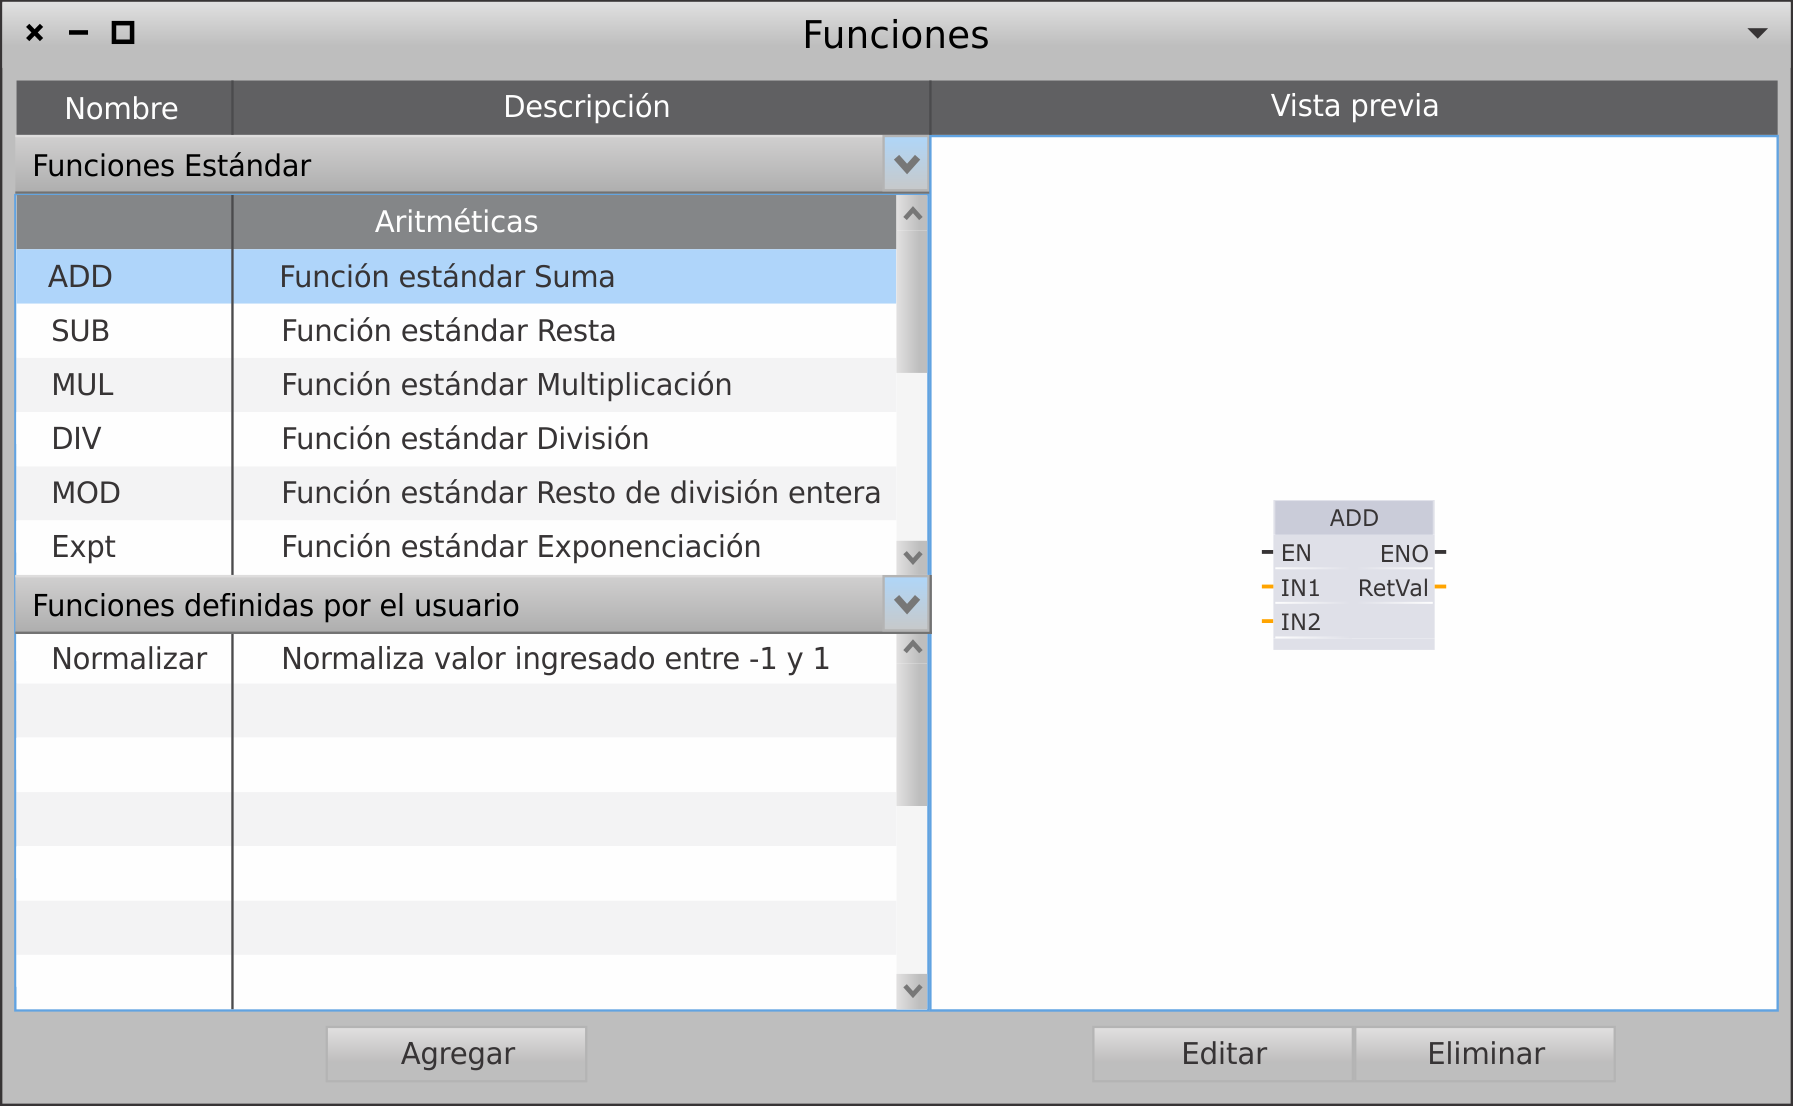 Funciones
Nombre Descripción Vista previa
Funciones Estándar
Aritméticas
ADD Función estándar Suma
SUB Función estándar Resta
MUL Función estándar Multiplicación
DIV Función estándar División
MOD Función estándar Resto de división entera
Expt Función estándar Exponenciación
Funciones definidas por el usuario
Normalizar Normaliza valor ingresado entre -1 y 1
ADD
EN ENO
IN1 RetVal
IN2
Agregar Editar Eliminar